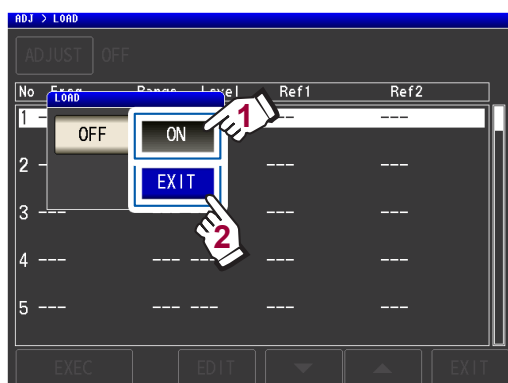 ADJ > LOAD
ADJUST OFF
No Freq Range Level Ref1 Ref2
LOAD
1 --- ---
OFF ON 1
2 --- --- ---
EXIT
3 --- --- ---
2
4 --- --- --- --- ---
5 --- --- --- --- ---
EXEC EDIT EXIT